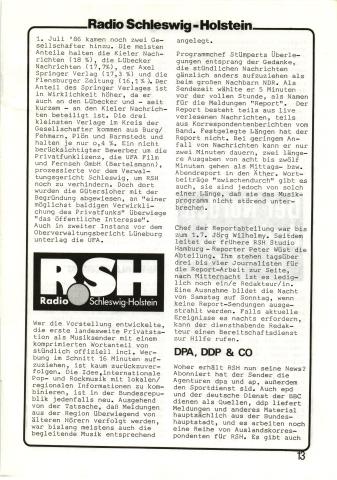 Radio Schleswig-Holstein
1. Juli '86 kamen noch zwei Ge-
sellschafter hinzu. Die meisten
Anteile halten die Kieler Nach-
richten (18 %), die Lübecker
Nachrichten (17,7%), der Axel
Springer Verlag (17,3 %) und die
Flensburger Zeitung (16,1 %). Der
Anteil des Springer Verlages ist
in Wirklichkeit höher, da er
auch an den Lübecker und - seit
kurzem - an den Kieler Nachrich-
ten beteiligt ist. Die drei
kleinsten Verlage im Kreis der
Gesellschafter kommen aus Burg/
Fehmarn, Plön und Barmstedt und
halten je nur 0,4 %. Ein nicht
berücksichtigter Bewerber um die
Privatfunklizenz, die UFA Film
und Fernseh GmbH (Bertelsmann),
prozessierte vor dem Verwal-
tungsgericht Schleswig, um RSH
noch zu verhindern. Doch dort
wurden die Gütersloher mit der
Begründung abgewiesen, an "einer
möglichst baldigen Verwirkli-
chung des Privatfunks" überwiege
"das öffentliche Interesse".
Auch in zweiter Instanz vor dem
Oberverwaltungsgericht Lüneburg
unterlag die UFA.
RSH
Radio Schleswig-Holstein
Wer die Vorstellung entwickelte,
die erste landesweite Privatsta-
tion als Musiksender mit einem
komprimierten Wortanteil von
stündlich offiziell incl. Wer-
bung im Schnitt 16 Minuten auf-
zuziehen, ist kaum zurückzuver-
folgen. Die Idee, internationale
Pop- und Rockmusik mit lokalen/
regionalen Informationen zu kom-
binieren, ist in der Bundesrepu-
blik jedenfalls neu. Ausgehend
von der Tatsache, daß Meldungen
aus der Region überwiegend von
älteren Hörern verfolgt werden,
war bislang meistens auch die
begleitende Musik entsprechend
angelegt.
Programmchef Stümperts Überle-
gungen entsprang der Gedanke,
die stündlichen Nachrichten
gänzlich anders aufzuziehen als
beim großen Nachbarn NDR. Als
Sendezeit wählte er 5 Minuten
vor der vollen Stunde, als Namen
für die Meldungen "Report". Der
Report besteht teils aus live
verlesenen Nachrichten, teils
aus Korrespondentenberichten vom
Band. Festgelegte Längen hat der
Report nicht. Bei geringem An-
fall von Nachrichten kann er nur
zwei Minuten dauern, zwei länge-
re Ausgaben von acht bis zwölf
Minuten gehen als Mittags- bzw.
Abendreport in den Äther. Wort-
beiträge "zwischendurch" gibt es
auch, sie sind jedoch von solch
einer Länge, daß sie das Musik-
programm nicht störend unter-
brechen.
Chef der Reportabteilung war bis
zum 1.7. Jörg Wilhelmy. Seitdem
leitet der frühere RSH Studio
Hamburg-Reporter Peter Wüst die
Abteilung. Ihm stehen tagsüber
drei bis vier Journalisten für
die Report-Arbeit zur Seite,
nach Mitternacht ist es ledig-
lich noch ein/e Redakteur/in.
Eine Ausnahme bildet die Nacht
von Samstag auf Sonntag, wenn
keine Report-Sendungen ausge-
strahlt werden. Falls aktuelle
Ereignisse es nachts erfordern,
kann der diensthabende Redak-
teur einen Bereitschaftsdienst
zur Hilfe rufen.
DPA, DDP & CO
Woher erhält RSH nun seine News?
Abonniert hat der Sender die
Agenturen dpa und ap, außerdem
den Sportdienst sid. Auch epd
und der deutsche Dienst der BBC
dienen als Quellen, ddp liefert
Meldungen und anderes Material
hauptsächlich aus der Bundes-
hauptstadt, und es arbeiten noch
eine Reihe von Auslandskorres-
pondenten für RSH. Es gibt auch
13